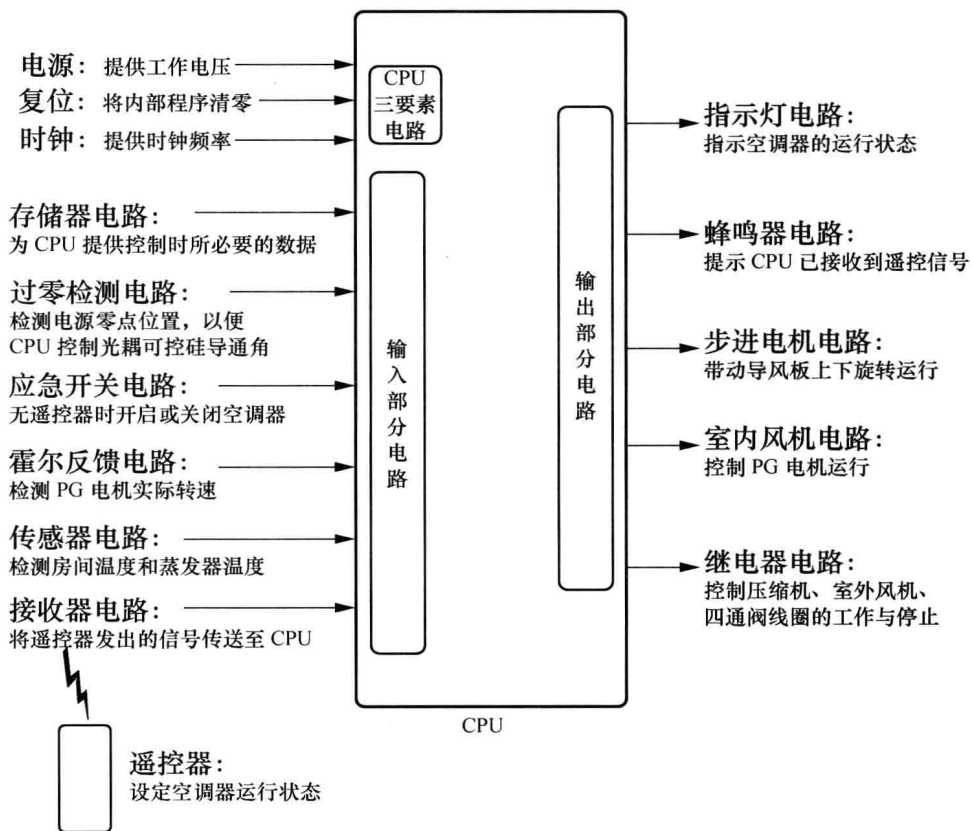 电源：提供工作电压
复位：将内部程序清零
时钟：提供时钟频率
CPU
三要素
电路
存储器电路：
为 CPU 提供控制时所必要的数据
过零检测电路：
检测电源零点位置，以便
CPU 控制光耦可控硅导通角
应急开关电路：
无遥控器时开启或关闭空调器
霍尔反馈电路：
检测 PG 电机实际转速
传感器电路：
检测房间温度和蒸发器温度
接收器电路：
将遥控器发出的信号传送至 CPU
输入部分电路
输出部分电路
指示灯电路：
指示空调器的运行状态
蜂鸣器电路：
提示 CPU 已接收到遥控信号
步进电机电路：
带动导风板上下旋转运行
室内风机电路：
控制 PG 电机运行
继电器电路：
控制压缩机、室外风机、
四通阀线圈的工作与停止
CPU
遥控器：
设定空调器运行状态